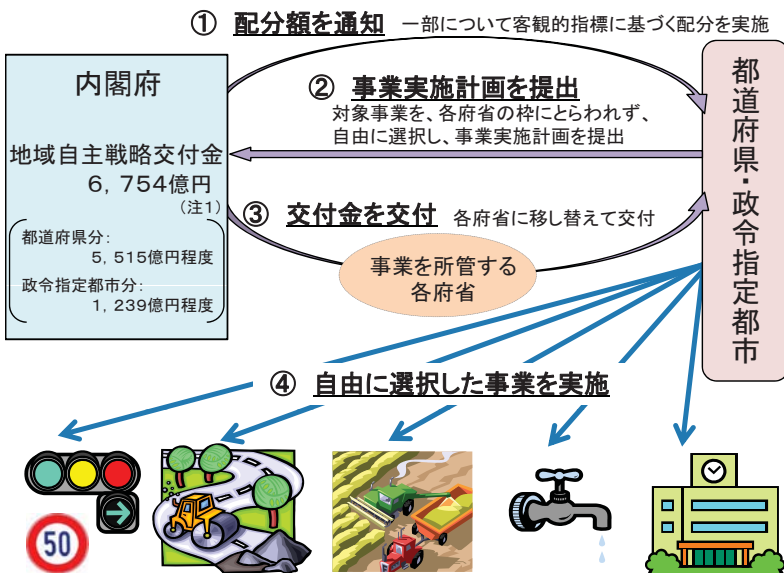 ① 配分額を通知 一部について客観的指標に基づく配分を実施
内閣府
地域自主戦略交付金
6，754億円
(注1)
都道府県分:
5，515億円程度
政令指定都市分:
1，239億円程度
② 事業実施計画を提出
対象事業を、各府省の枠にとらわれず、
自由に選択し、事業実施計画を提出
③ 交付金を交付 各府省に移し替えて交付
事業を所管する
各府省
都道府県・政令指定都市
④ 自由に選択した事業を実施
50